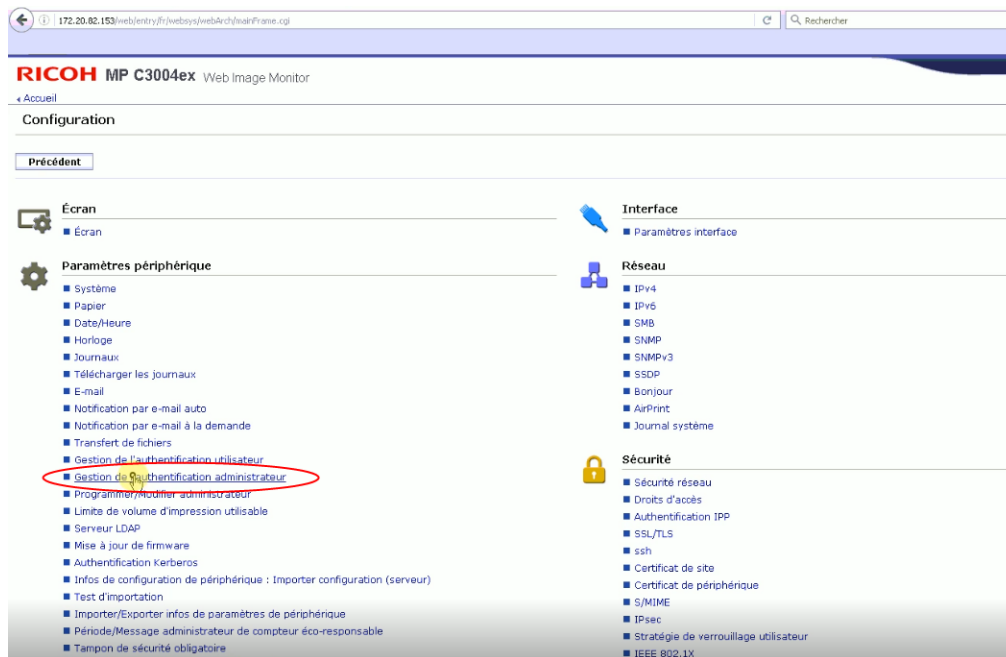 172.20.82.153/web/entry/fr/websys/webArch/mainFrame.cgi
Rechercher
RICOH MP C3004ex Web Image Monitor
Accueil
Configuration
Précédent
Écran
Écran
Paramètres périphérique
Système
Papier
Date/Heure
Horloge
Journaux
Télécharger les journaux
E-mail
Notification par e-mail auto
Notification par e-mail à la demande
Transfert de fichiers
Gestion de l'authentification utilisateur
Gestion de l'authentification administrateur
Programmer/Modifier administrateur
Limite de volume d'impression utilisable
Serveur LDAP
Mise à jour de firmware
Authentification Kerberos
Infos de configuration de périphérique : Importer configuration (serveur)
Test d'importation
Importer/Exporter infos de paramètres de périphérique
Période/Message administrateur de compteur éco-responsable
Tampon de sécurité obligatoire
Interface
Paramètres interface
Réseau
IPv4
IPv6
SMB
SNMP
SNMPv3
SSDP
Bonjour
AirPrint
Journal système
Sécurité
Sécurité réseau
Droits d'accès
Authentification IPP
SSL/TLS
ssh
Certificat de site
Certificat de périphérique
S/MIME
IPsec
Stratégie de verrouillage utilisateur
IEEE 802.1X